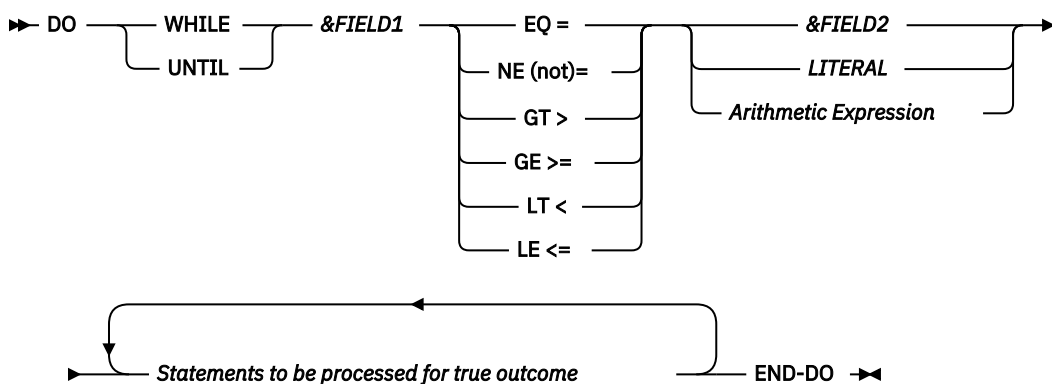 DO WHILE &FIELD1 EQ = &FIELD2
UNTIL NE (not)= LITERAL
GT > Arithmetic Expression
GE >=
LT <
LE <=
Statements to be processed for true outcome END-DO